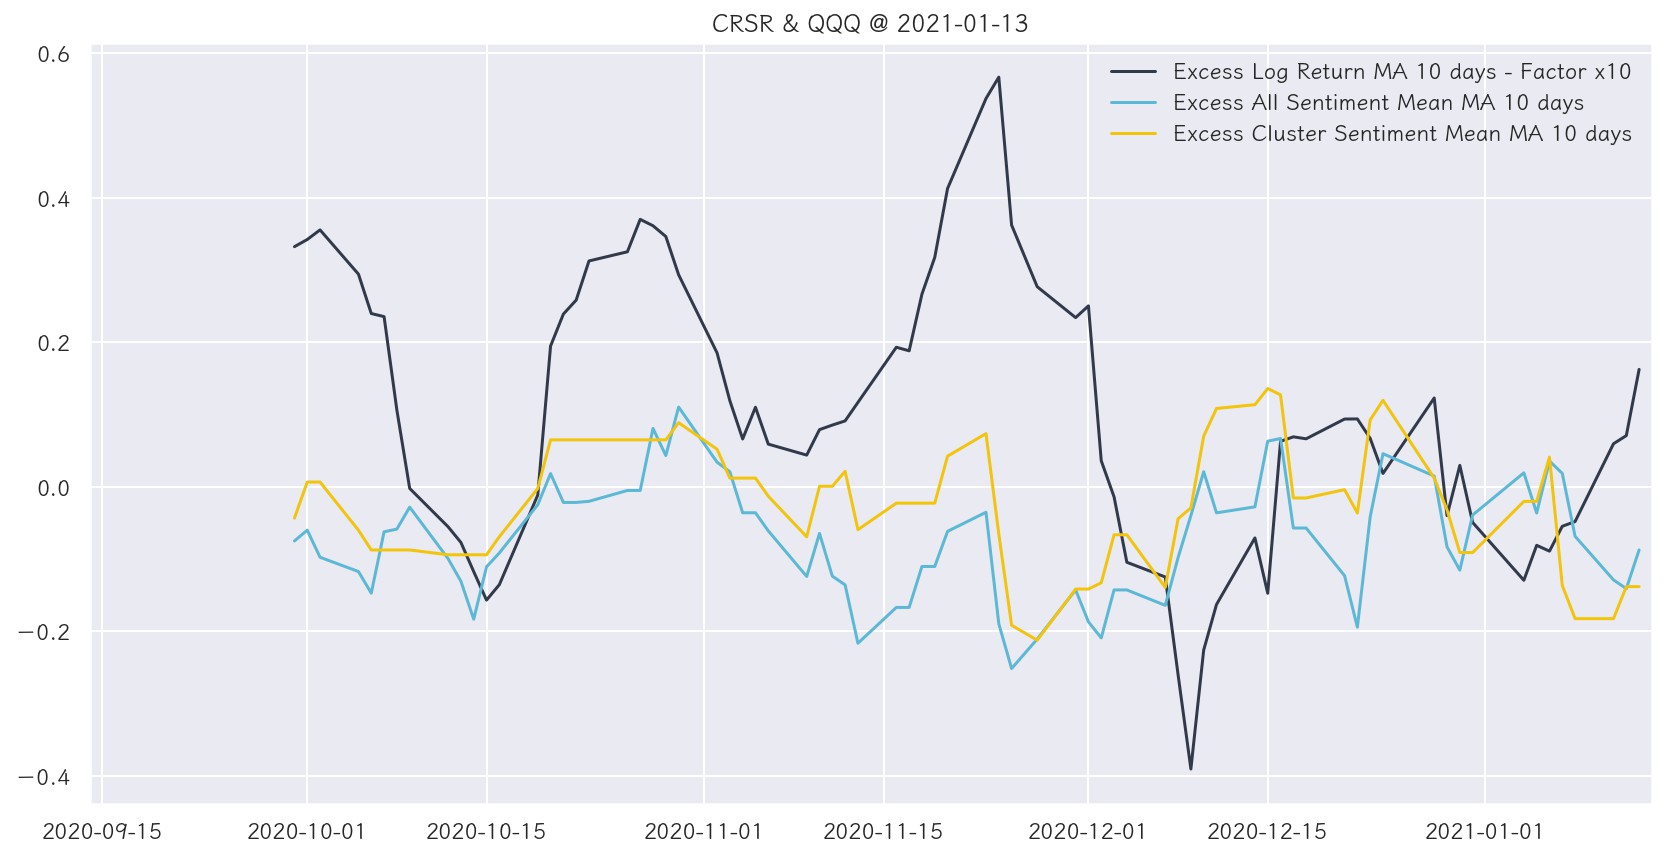 CRSR & QQQ @ 2021-01-13
Excess Log Return MA 10 days - Factor x10
Excess All Sentiment Mean MA 10 days
Excess Cluster Sentiment Mean MA 10 days
0.6
0.4
0.2
0.0
−0.2
−0.4
2020-09-15 2020-10-01 2020-10-15 2020-11-01 2020-11-15 2020-12-01 2020-12-15 2021-01-01